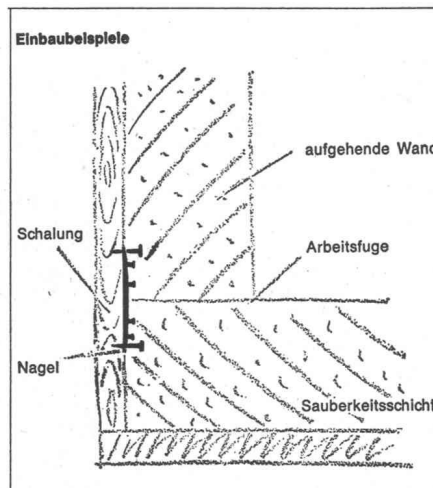 Einbaubeispiele
aufgehende Wand
Schalung
Arbeitsfuge
Nagel
Sauberkeitsschicht